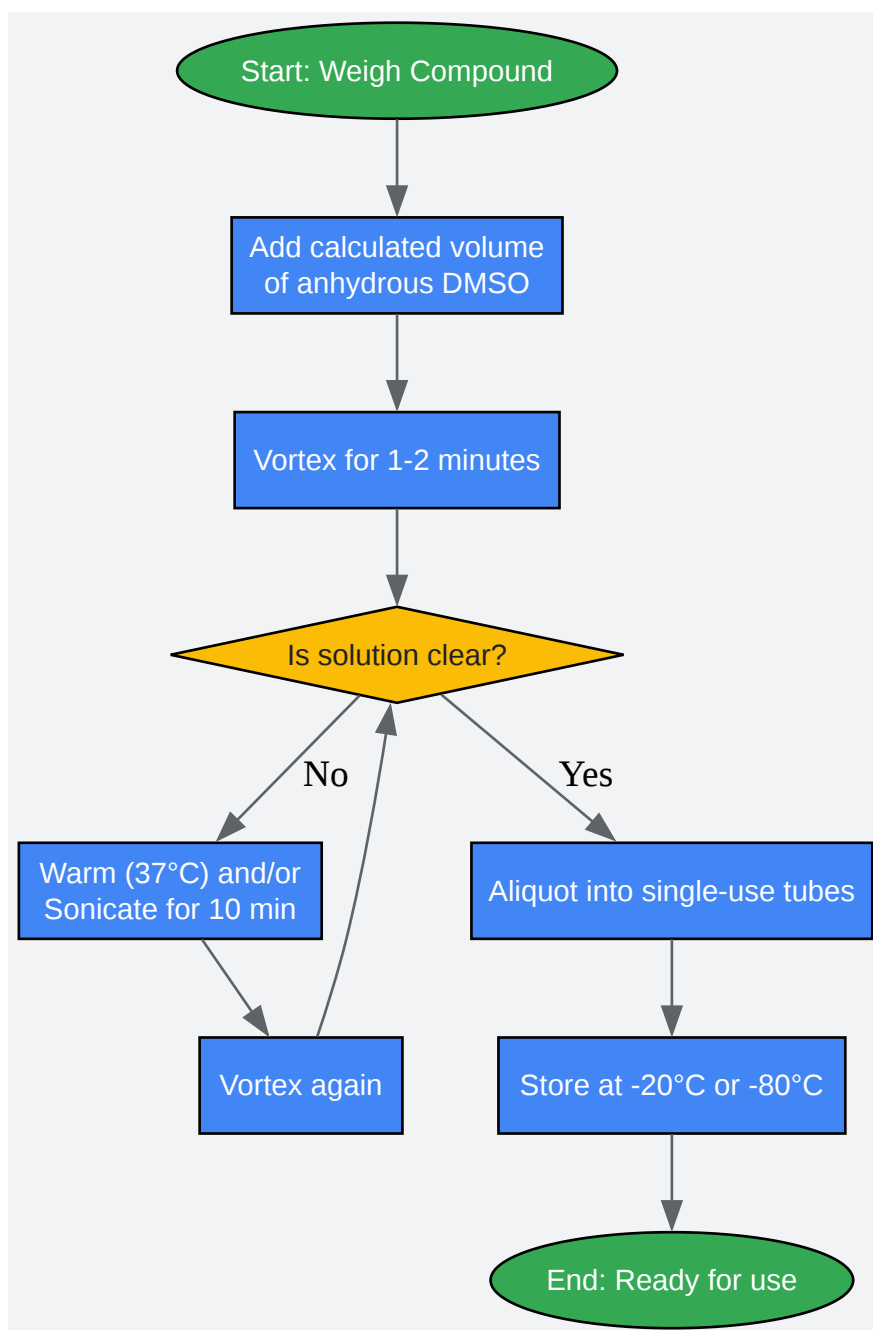 Start: Weigh Compound
Add calculated volume
of anhydrous DMSO
Vortex for 1-2 minutes
Is solution clear?
No
Yes
Warm (37°C) and/or
Sonicate for 10 min
Aliquot into single-use tubes
Vortex again
Store at -20°C or -80°C
End: Ready for use